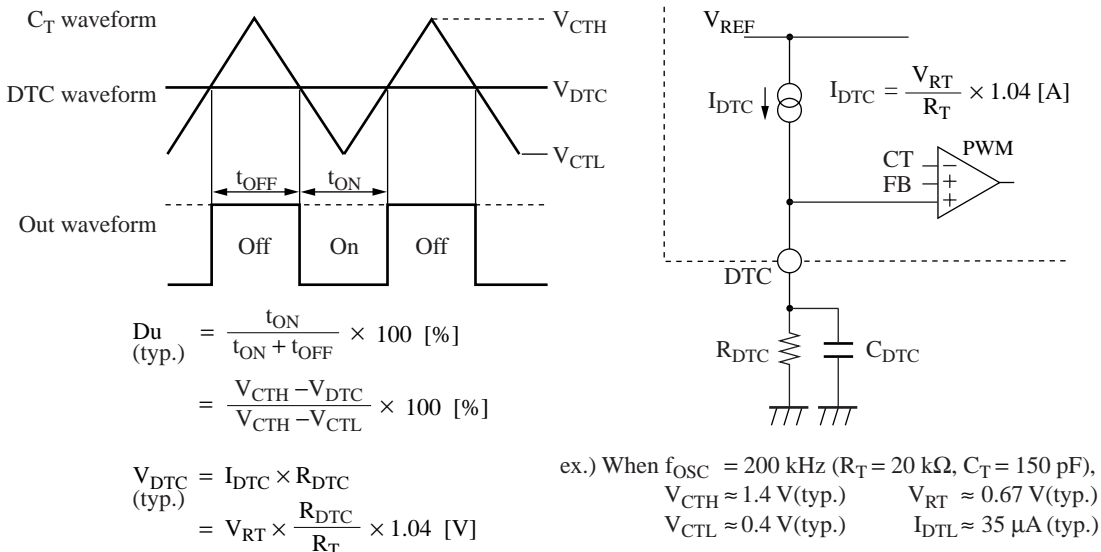 C_T waveform
V_CTH
DTC waveform
V_DTC
V_CTL
t_OFF t_ON
Out waveform
Off On Off
Du (typ.) = t_ON / (t_ON + t_OFF) × 100 [%]
= (V_CTH − V_DTC) / (V_CTH − V_CTL) × 100 [%]
V_DTC (typ.) = I_DTC × R_DTC
= V_RT × R_DTC / R_T × 1.04 [V]
V_REF
I_DTC
I_DTC = V_RT / R_T × 1.04 [A]
PWM
CT −
FB +
+
DTC
R_DTC C_DTC
ex.) When f_OSC = 200 kHz (R_T = 20 kΩ, C_T = 150 pF),
V_CTH ≈ 1.4 V(typ.) V_RT ≈ 0.67 V(typ.)
V_CTL ≈ 0.4 V(typ.) I_DTL ≈ 35 μA (typ.)